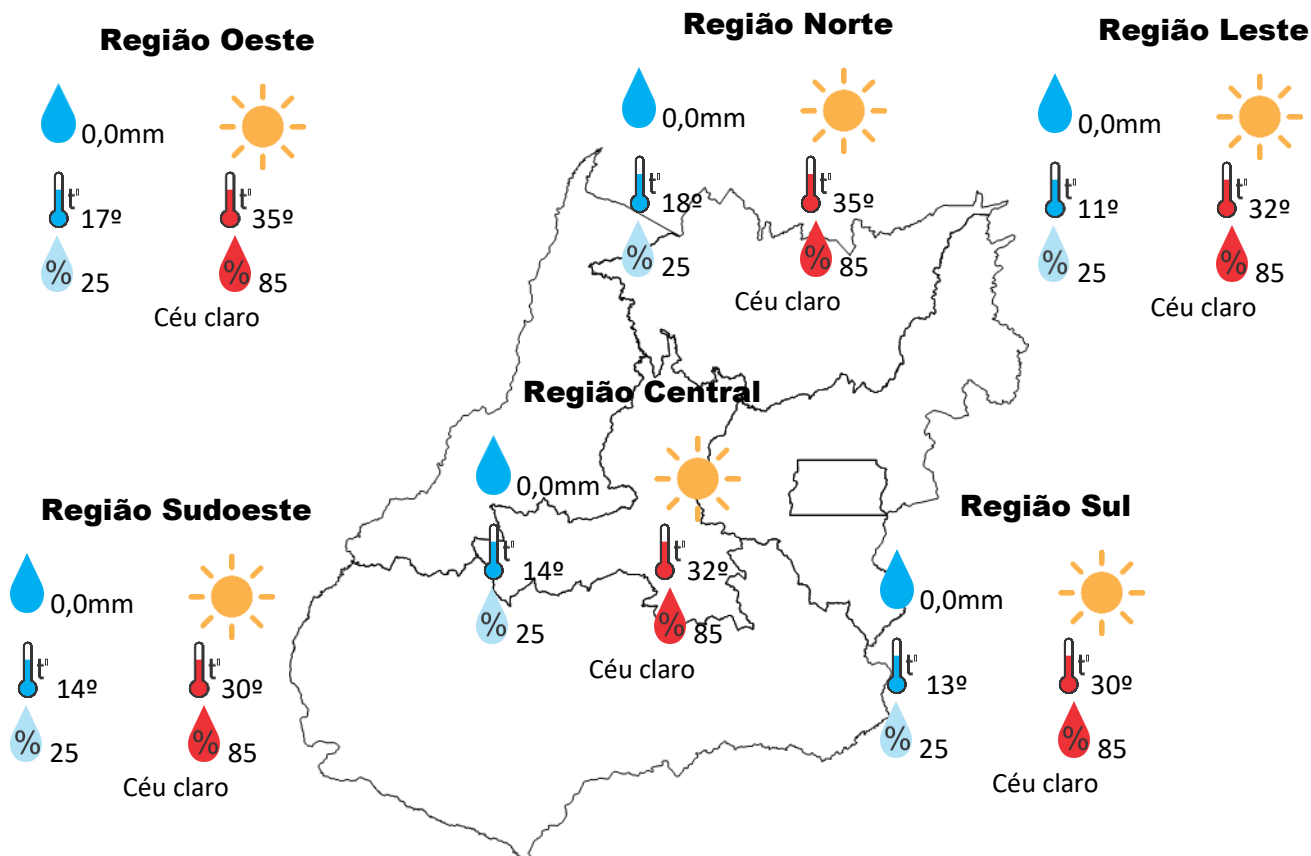 Região Oeste
0,0mm
t°
17º
t°
35º
%
25
%
85
Céu claro
Região Norte
0,0mm
t°
18º
t°
35º
%
25
%
85
Céu claro
Região Leste
0,0mm
t°
11º
t°
32º
%
25
%
85
Céu claro
Região Central
0,0mm
t°
14º
t°
32º
%
25
%
85
Céu claro
Região Sudoeste
0,0mm
t°
14º
t°
30º
%
25
%
85
Céu claro
Região Sul
0,0mm
t°
13º
t°
30º
%
25
%
85
Céu claro